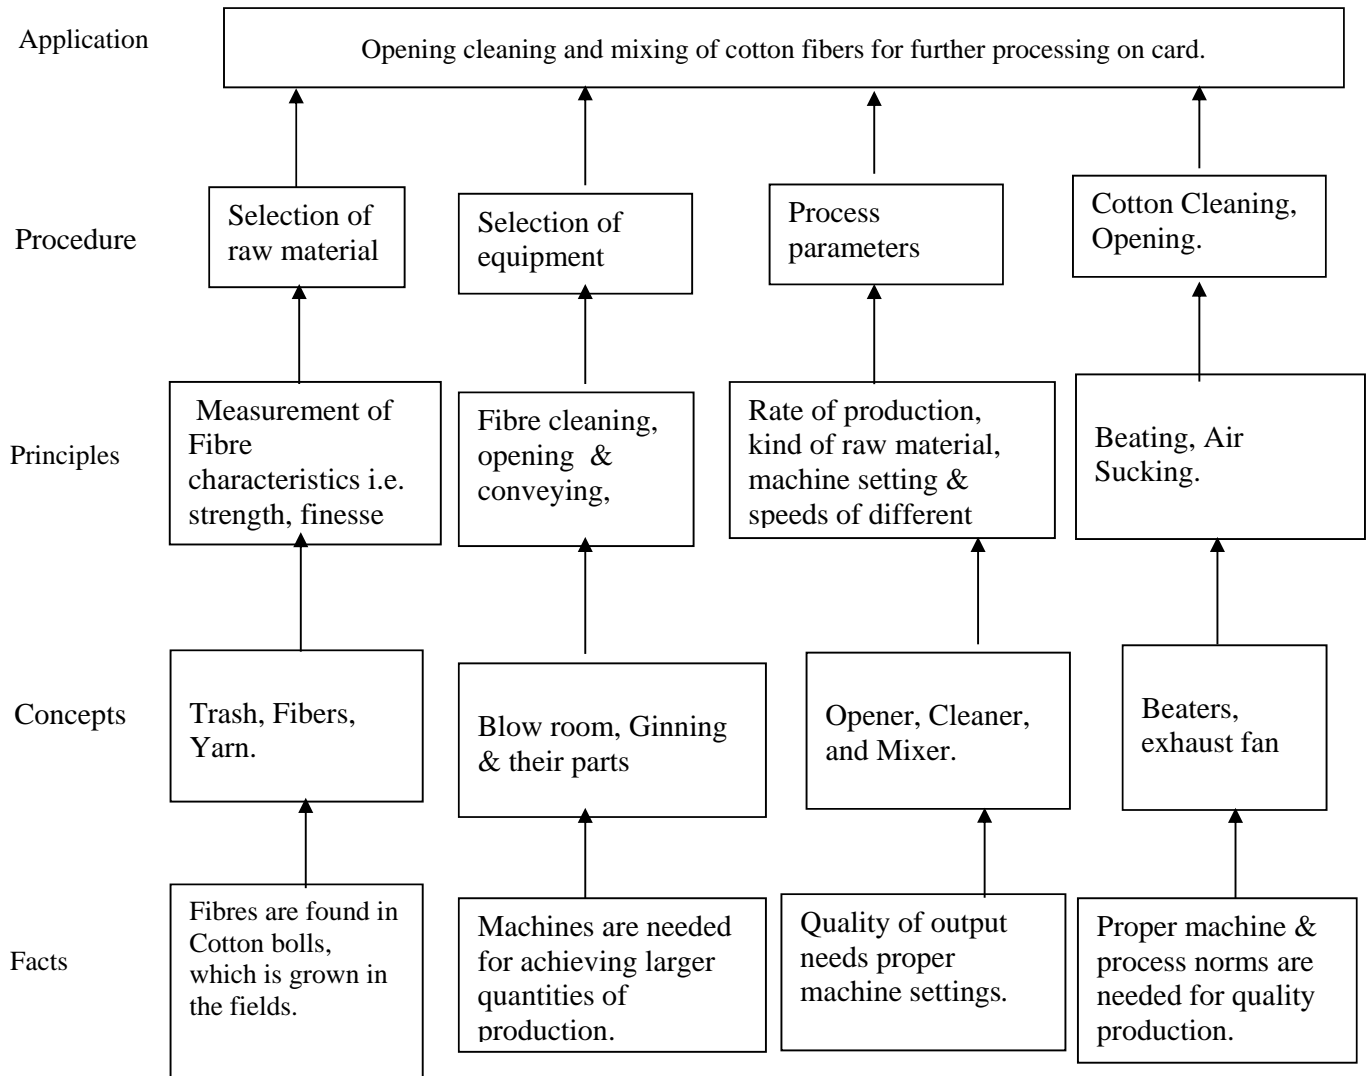 Application
Opening cleaning and mixing of cotton fibers for further processing on card.
Procedure
Selection of
raw material
Selection of
equipment
Process
parameters
Cotton Cleaning,
Opening.
Principles
Measurement of
Fibre
characteristics i.e.
strength, finesse
Fibre cleaning,
opening &
conveying,
Rate of production,
kind of raw material,
machine setting &
speeds of different
Beating, Air
Sucking.
Concepts
Trash, Fibers,
Yarn.
Blow room, Ginning
& their parts
Opener, Cleaner,
and Mixer.
Beaters,
exhaust fan
Facts
Fibres are found in
Cotton bolls,
which is grown in
the fields.
Machines are needed
for achieving larger
quantities of
production.
Quality of output
needs proper
machine settings.
Proper machine &
process norms are
needed for quality
production.